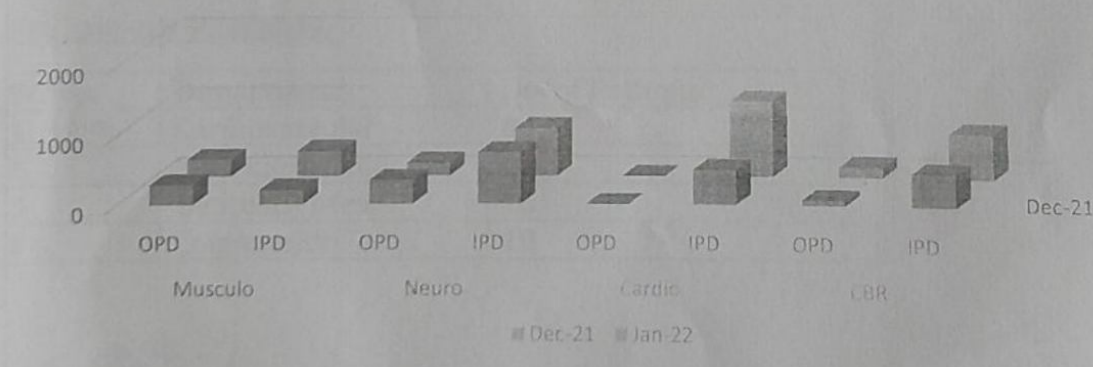 2000
1000
0
Dec-21
OPD IPD OPD IPD OPD IPD OPD IPD
Musculo Neuro Cardio CBR
Dec-21 Jan-22